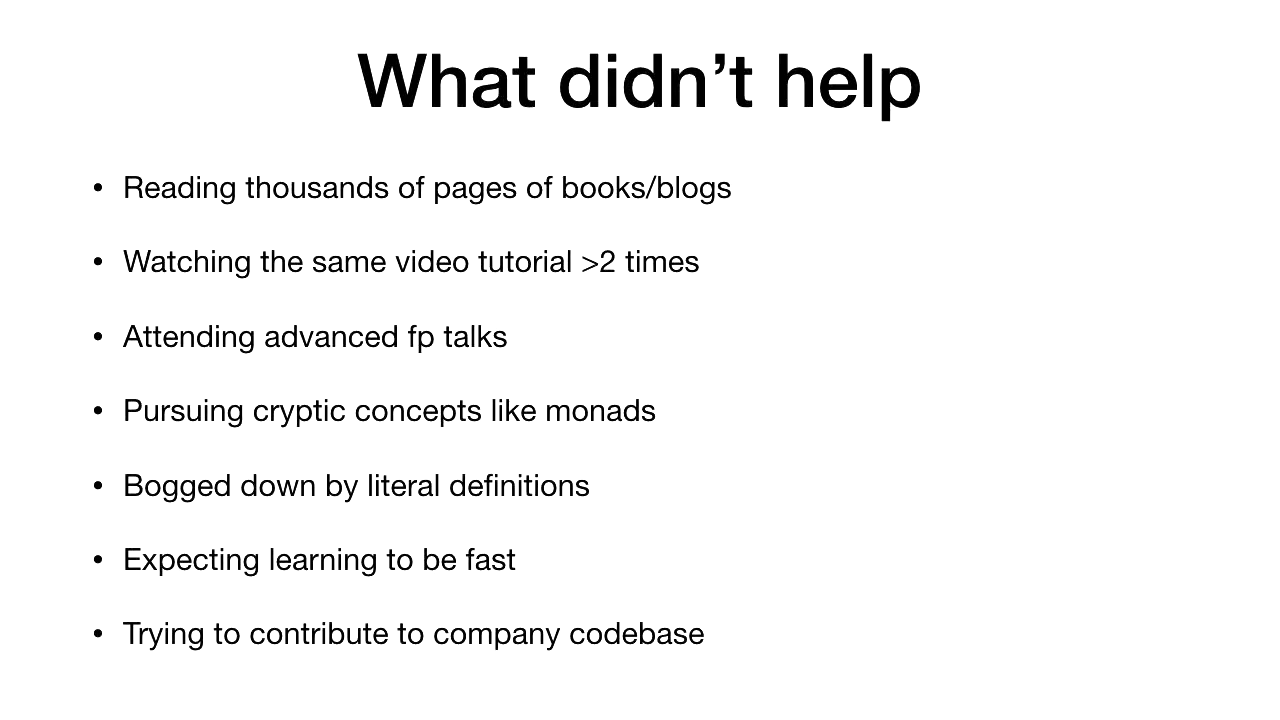 What didn’t help
• Reading thousands of pages of books/blogs
• Watching the same video tutorial >2 times
• Attending advanced fp talks
• Pursuing cryptic concepts like monads
• Bogged down by literal definitions
• Expecting learning to be fast
• Trying to contribute to company codebase